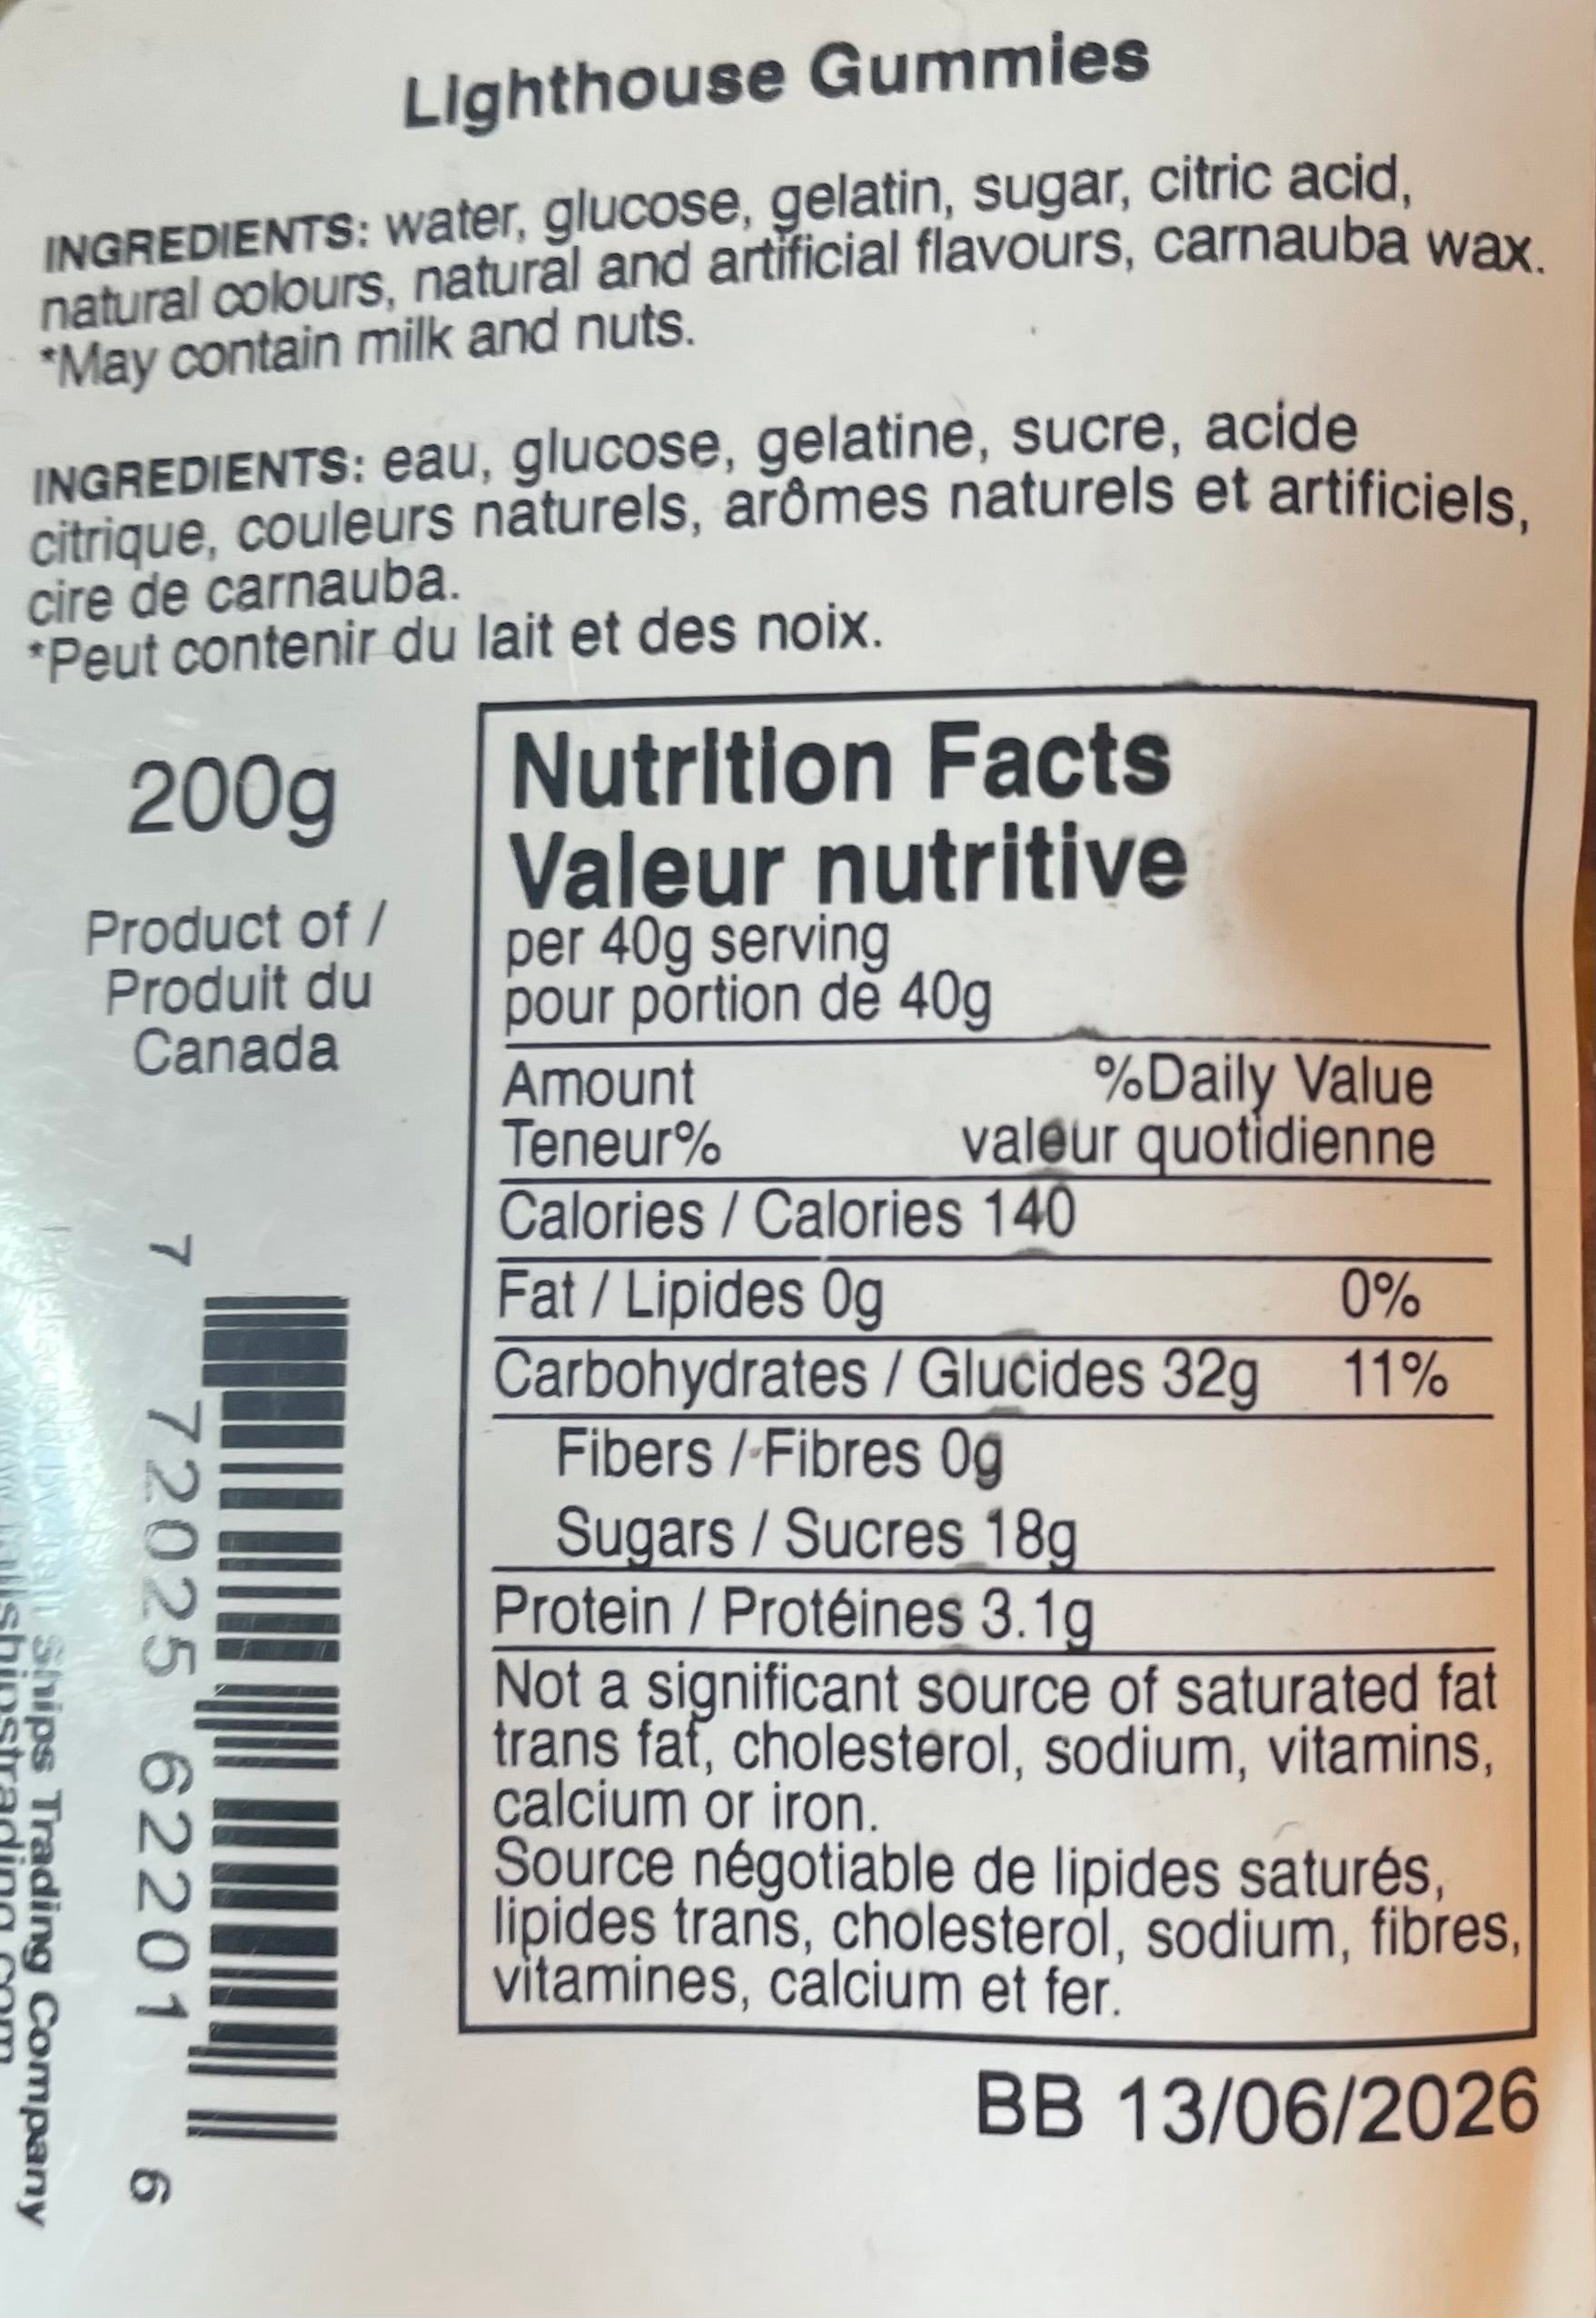 Lighthouse Gummies
INGREDIENTS: water, glucose, gelatin, sugar, citric acid,
natural colours, natural and artificial flavours, carnauba wax.
*May contain milk and nuts.
INGREDIENTS: eau, glucose, gelatine, sucre, acide
citrique, couleurs naturels, arômes naturels et artificiels,
cire de carnauba.
*Peut contenir du lait et des noix.
200g
Product of /
Produit du
Canada
Nutrition Facts
Valeur nutritive
per 40g serving
pour portion de 40g
Amount %Daily Value
Teneur% valeur quotidienne
Calories / Calories 140
Fat / Lipides 0g 0%
Carbohydrates / Glucides 32g 11%
Fibers / Fibres 0g
Sugars / Sucres 18g
Protein / Protéines 3.1g
Not a significant source of saturated fat
trans fat, cholesterol, sodium, vitamins,
calcium or iron.
Source négotiable de lipides saturés,
lipides trans, cholesterol, sodium, fibres,
vitamines, calcium et fer.
BB 13/06/2026
7 72025 62201 6
Ships Trading Company